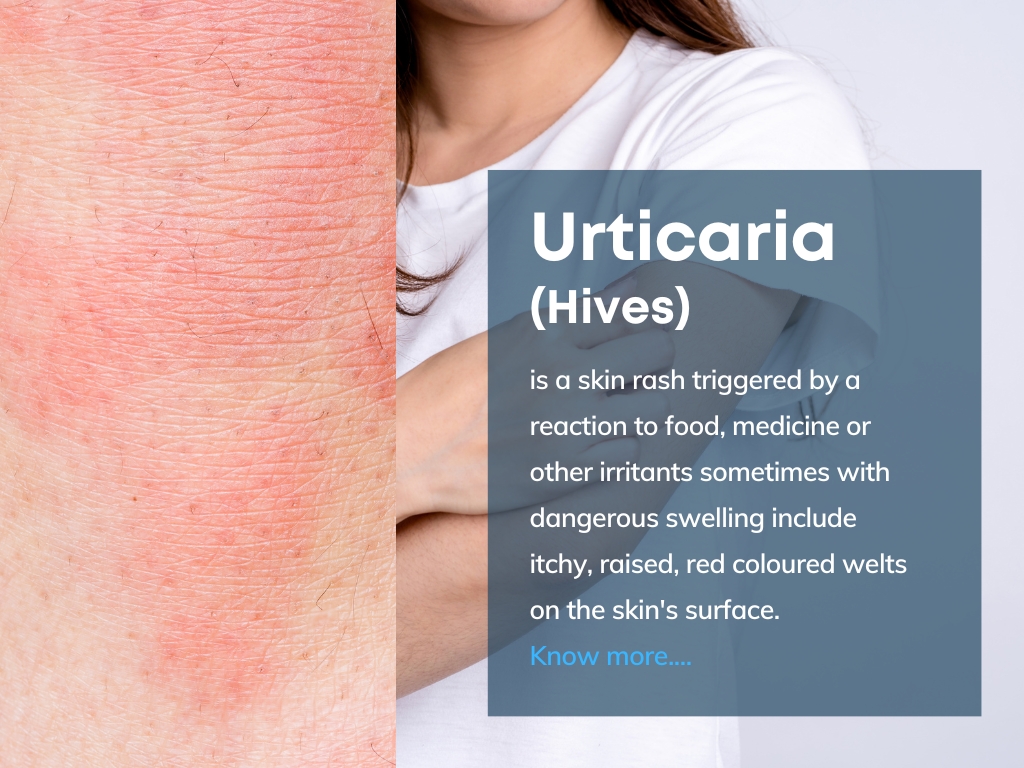 Urticaria
(Hives)
is a skin rash triggered by a
reaction to food, medicine or
other irritants sometimes with
dangerous swelling include
itchy, raised, red coloured welts
on the skin's surface.
Know more....